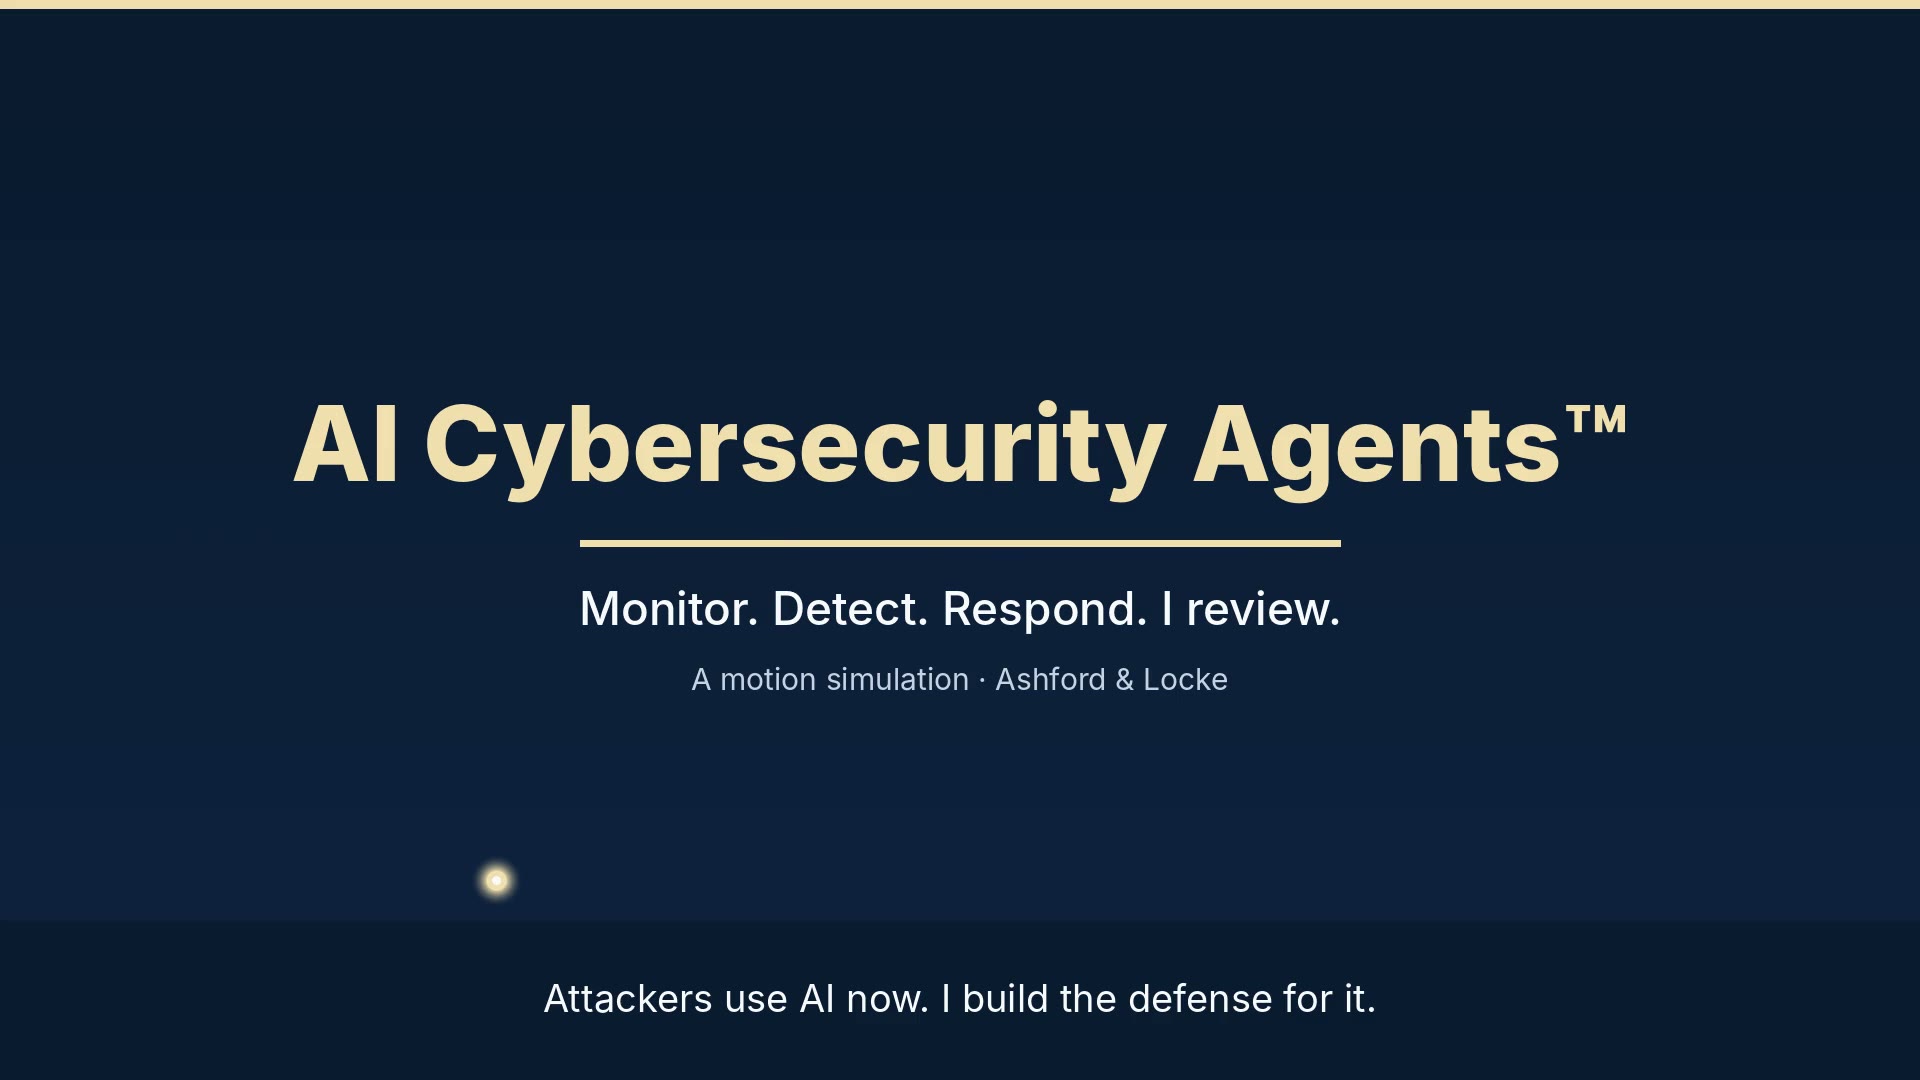 AI Cybersecurity Agents™
Monitor. Detect. Respond. I review.
A motion simulation · Ashford & Locke
Attackers use AI now. I build the defense for it.